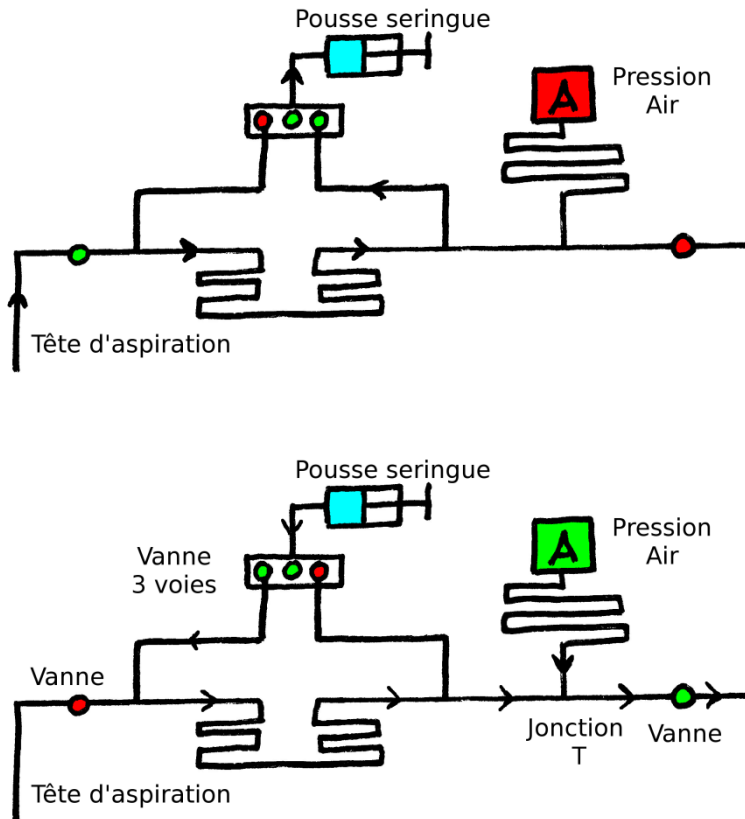 Pousse seringue
A
Pression
Air
Tête d'aspiration
Pousse seringue
A
Pression
Air
Vanne
3 voies
Vanne
Jonction
T
Vanne
Tête d'aspiration